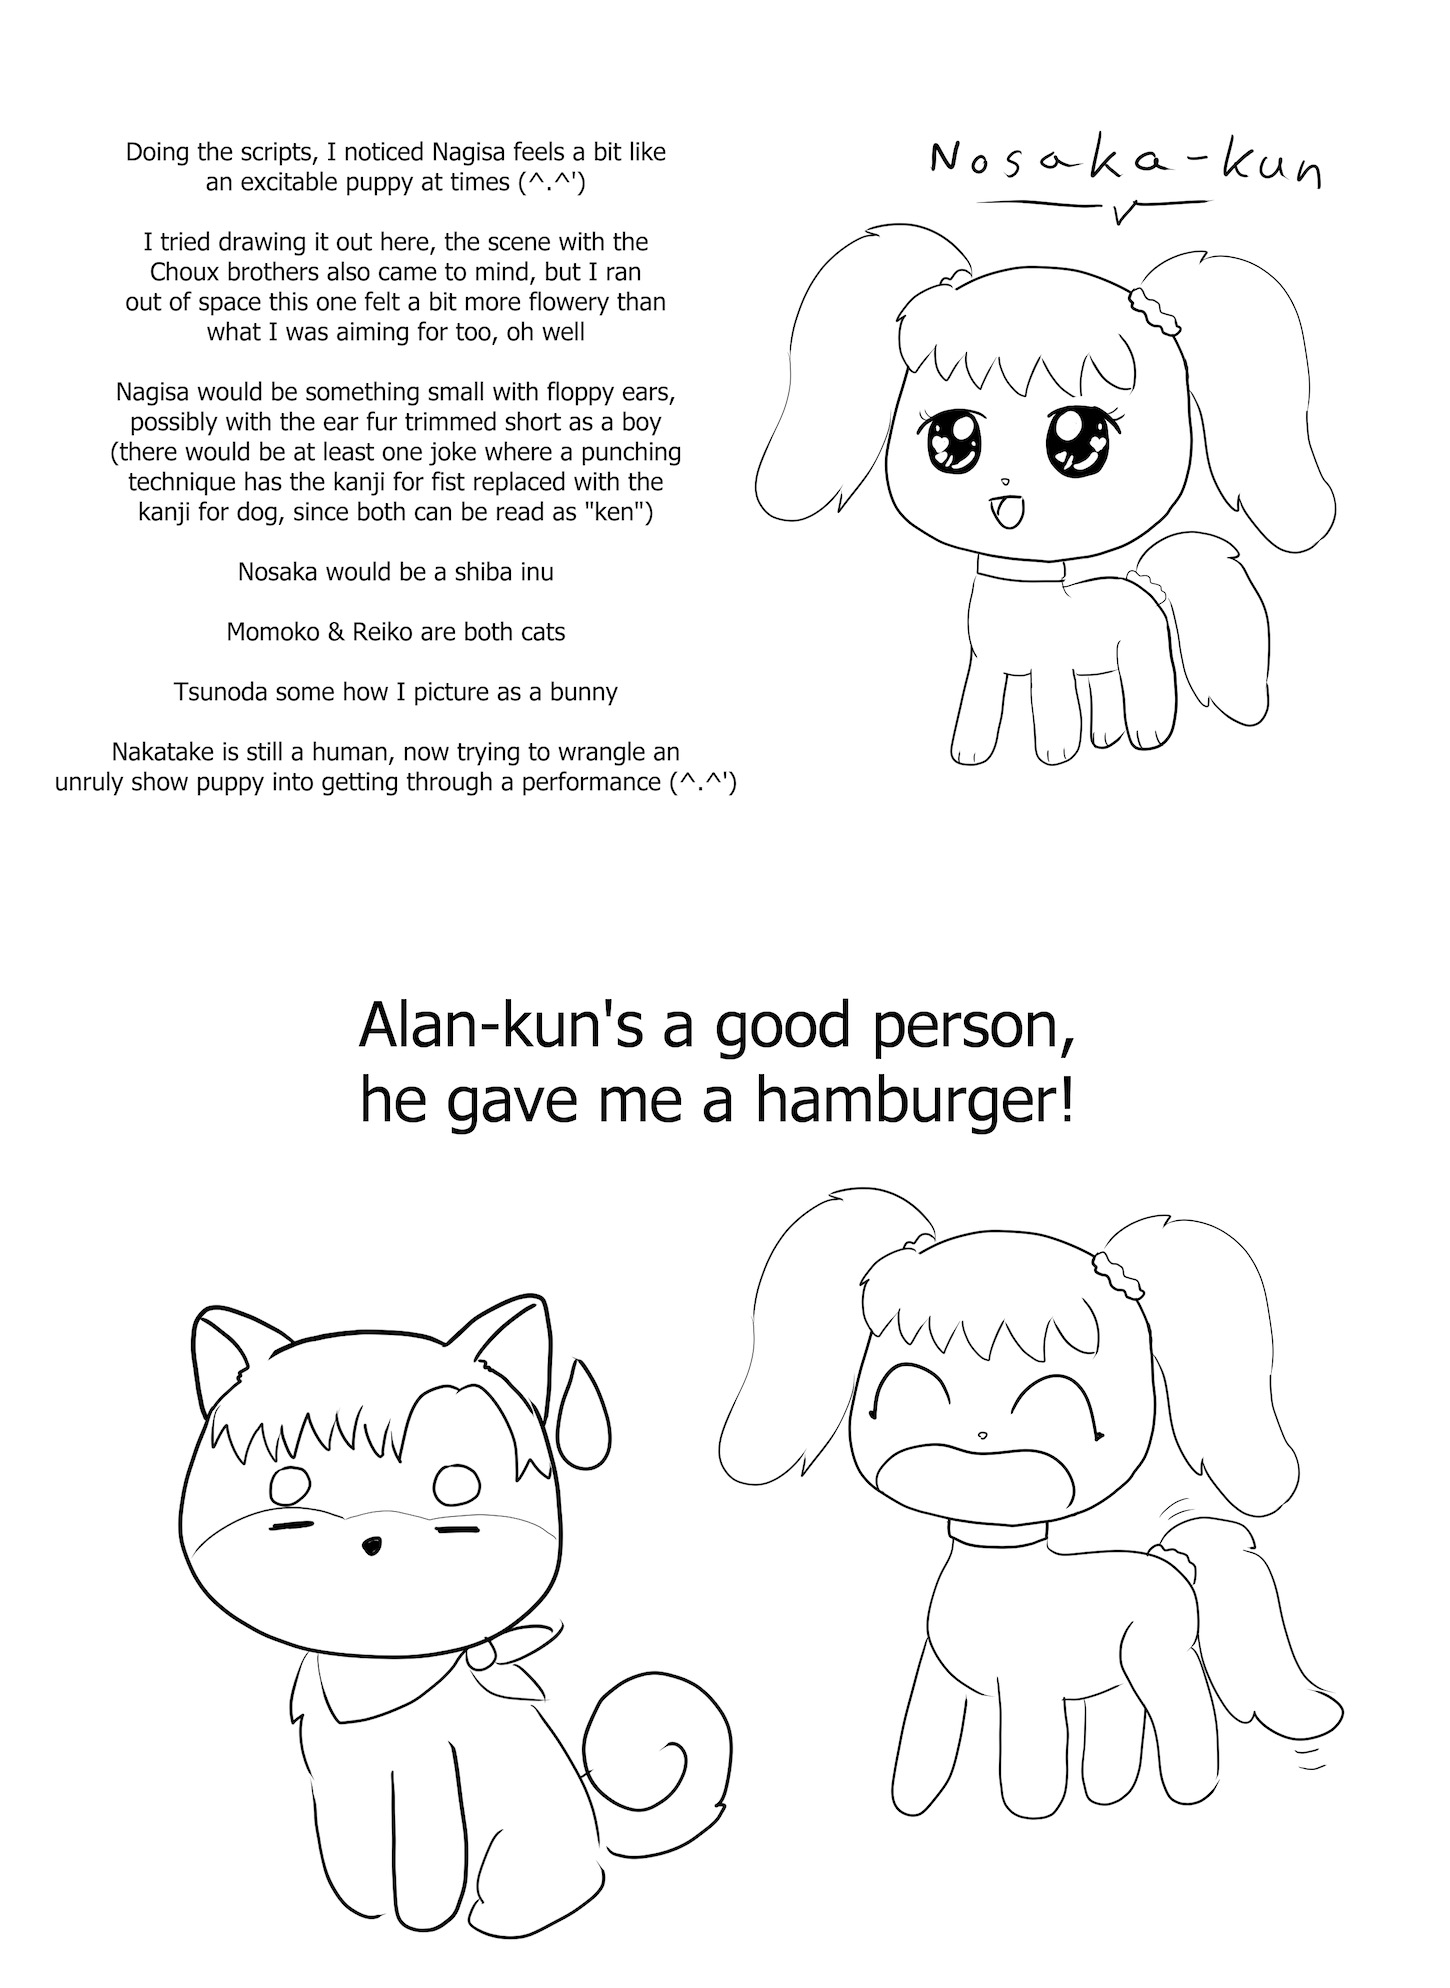 Doing the scripts, I noticed Nagisa feels a bit like
an excitable puppy at times (^.^')
I tried drawing it out here, the scene with the
Choux brothers also came to mind, but I ran
out of space this one felt a bit more flowery than
what I was aiming for too, oh well
Nagisa would be something small with floppy ears,
possibly with the ear fur trimmed short as a boy
(there would be at least one joke where a punching
technique has the kanji for fist replaced with the
kanji for dog, since both can be read as "ken")
Nosaka would be a shiba inu
Momoko & Reiko are both cats
Tsunoda some how I picture as a bunny
Nakatake is still a human, now trying to wrangle an
unruly show puppy into getting through a performance (^.^')
Nosaka-kun
Alan-kun's a good person,
he gave me a hamburger!